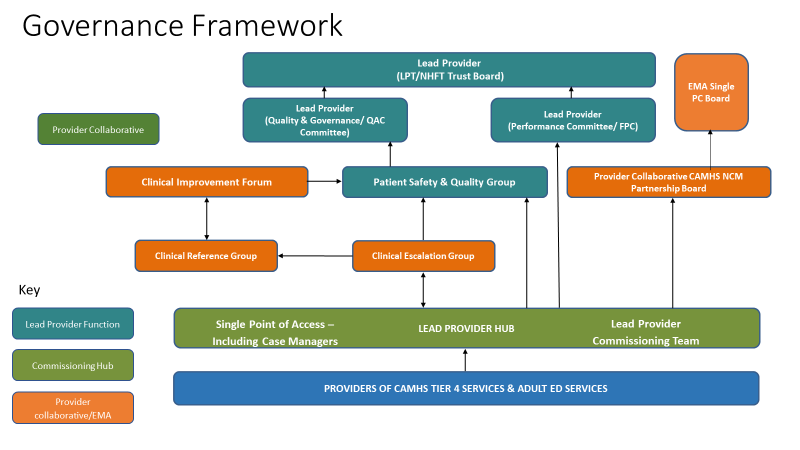 Governance Framework
Lead Provider
(LPT/NHFT Trust Board)
EMA Single
PC Board
Lead Provider
(Quality & Governance/ QAC
Committee)
Lead Provider
(Performance Committee/ FPC)
Provider Collaborative
Clinical Improvement Forum
Patient Safety & Quality Group
Provider Collaborative CAMHS NCM
Partnership Board
Clinical Reference Group
Clinical Escalation Group
Key
Lead Provider Function
Single Point of Access –
Including Case Managers
LEAD PROVIDER HUB
Lead Provider
Commissioning Team
Commissioning Hub
PROVIDERS OF CAMHS TIER 4 SERVICES & ADULT ED SERVICES
Provider
collaborative/EMA